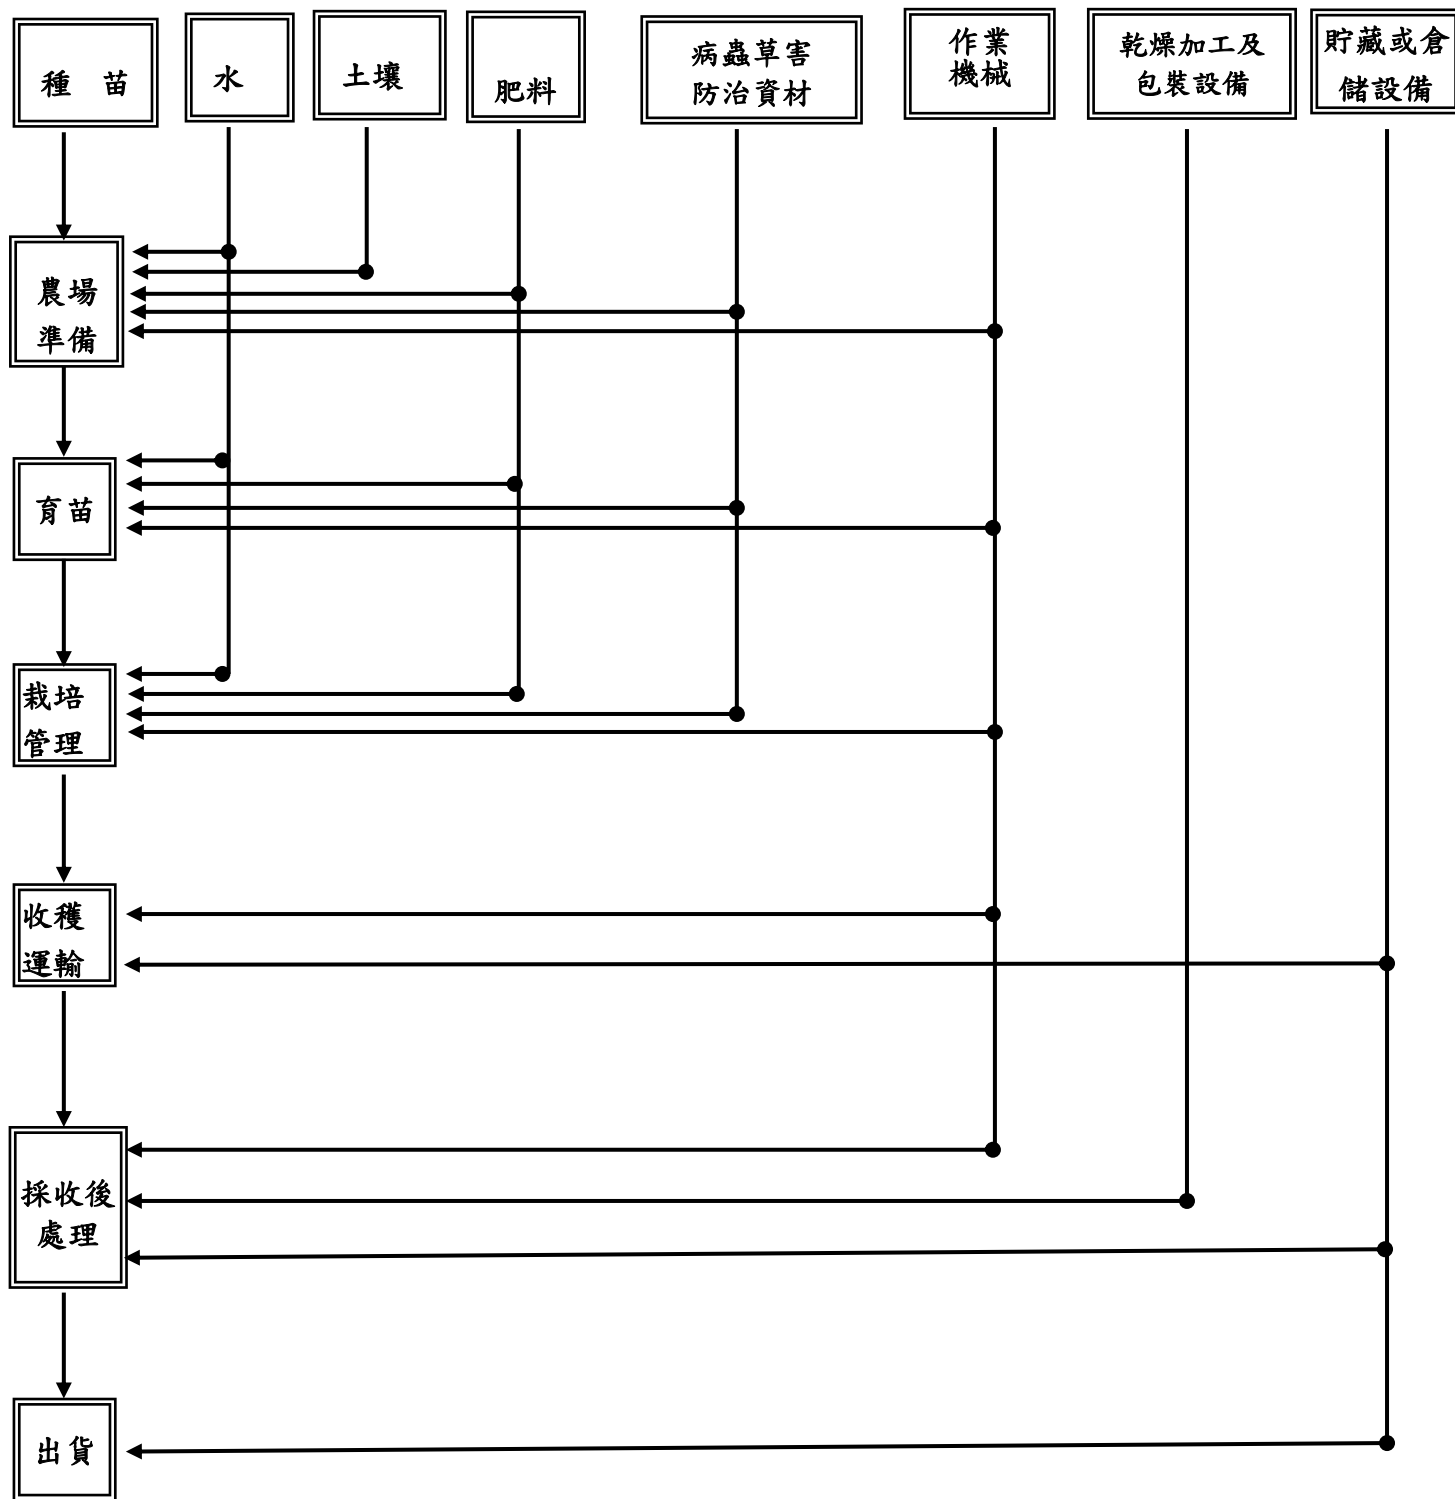 種 苗
水
土壤
肥料
病蟲草害
防治資材
作業
機械
乾燥加工及
包裝設備
貯藏或倉
儲設備
農場
準備
育苗
栽培
管理
收穫
運輸
採收後
處理
出貨